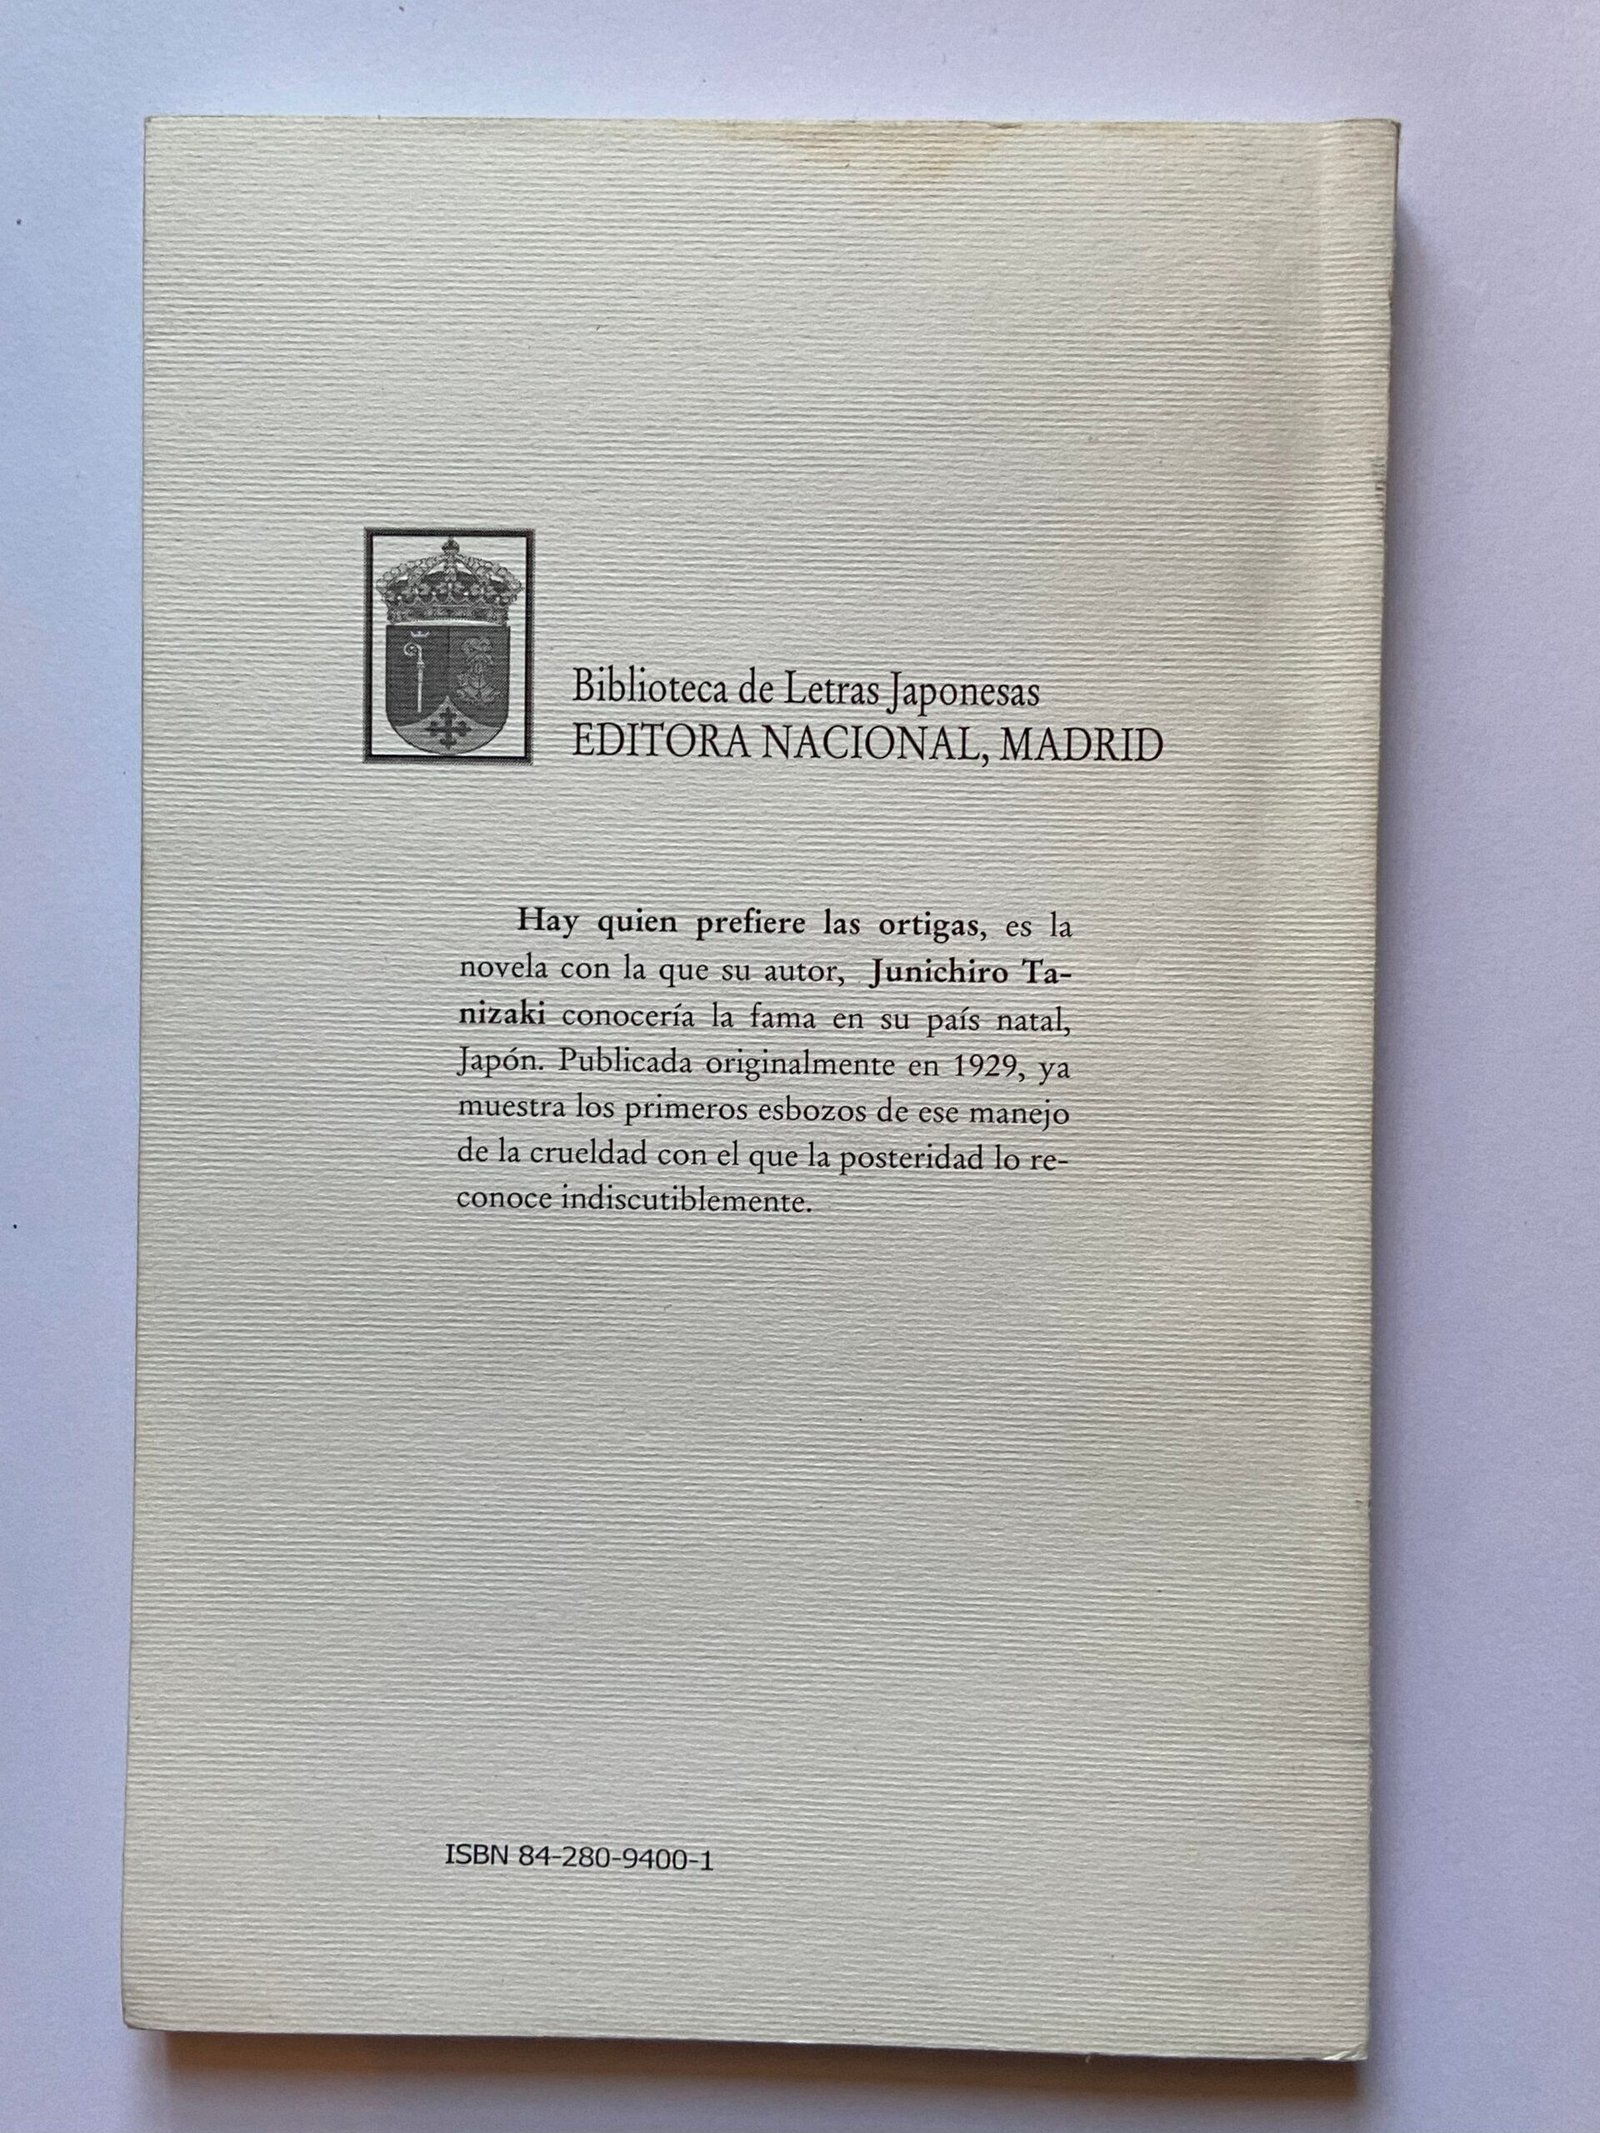 Biblioteca de Letras Japonesas
EDITORA NACIONAL, MADRID
Hay quien prefiere las ortigas, es la
novela con la que su autor, Junichiro Ta-
nizaki conocería la fama en su país natal,
Japón. Publicada originalmente en 1929, ya
muestra los primeros esbozos de ese manejo
de la crueldad con el que la posteridad lo re-
conoce indiscutiblemente.
ISBN 84-280-9400-1